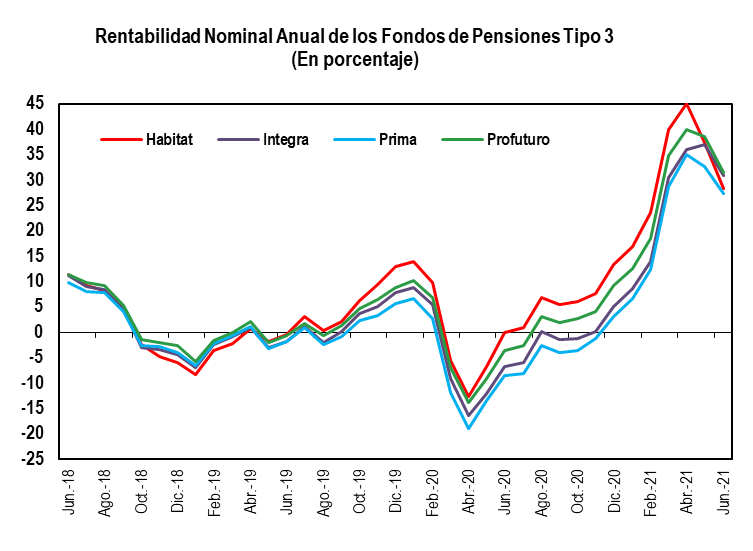 Rentabilidad Nominal Anual de los Fondos de Pensiones Tipo 3
(En porcentaje)
45
40
35
30
25
20
15
10
5
0
-5
-10
-15
-20
-25
Habitat
Integra
Prima
Profuturo
Jun.-18
Ago.-18
Oct.-18
Dic.-18
Feb.-19
Abr.-19
Jun.-19
Ago.-19
Oct.-19
Dic.-19
Feb.-20
Abr.-20
Jun.-20
Ago.-20
Oct.-20
Dic.-20
Feb.-21
Abr.-21
Jun.-21